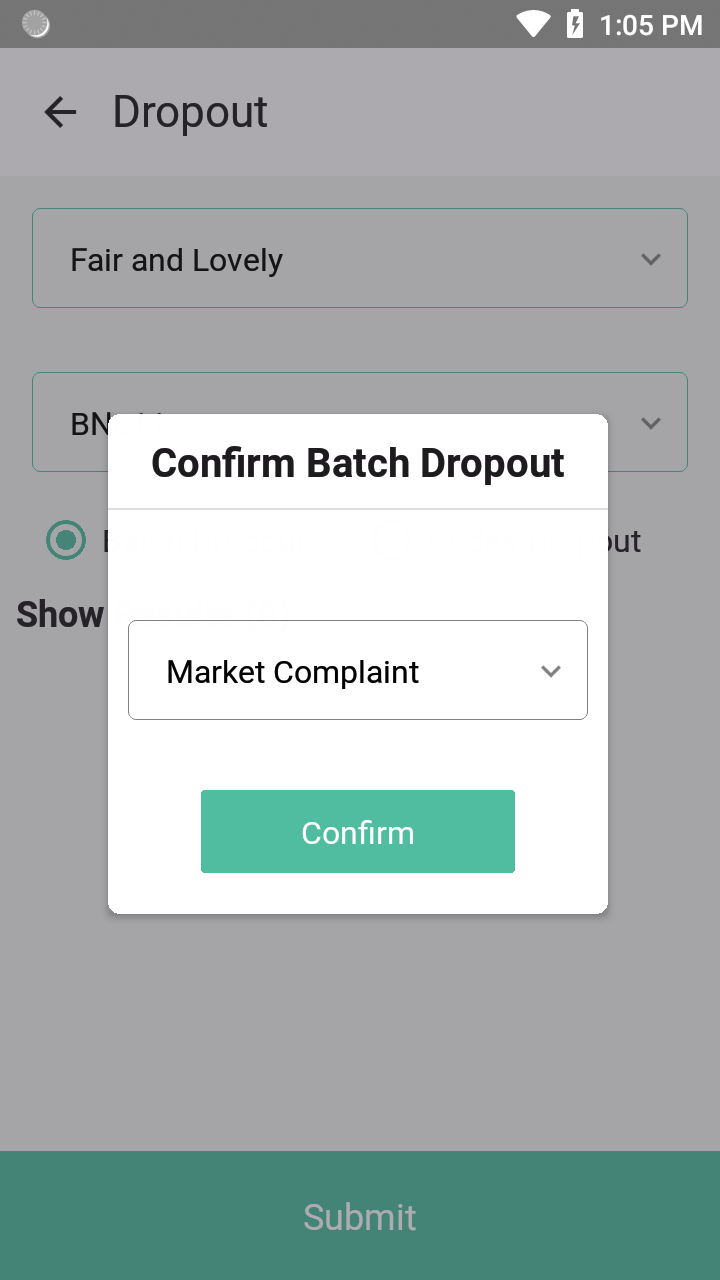 1:05 PM
Dropout
Fair and Lovely
Confirm Batch Dropout
Show
Market Complaint
Confirm
Submit